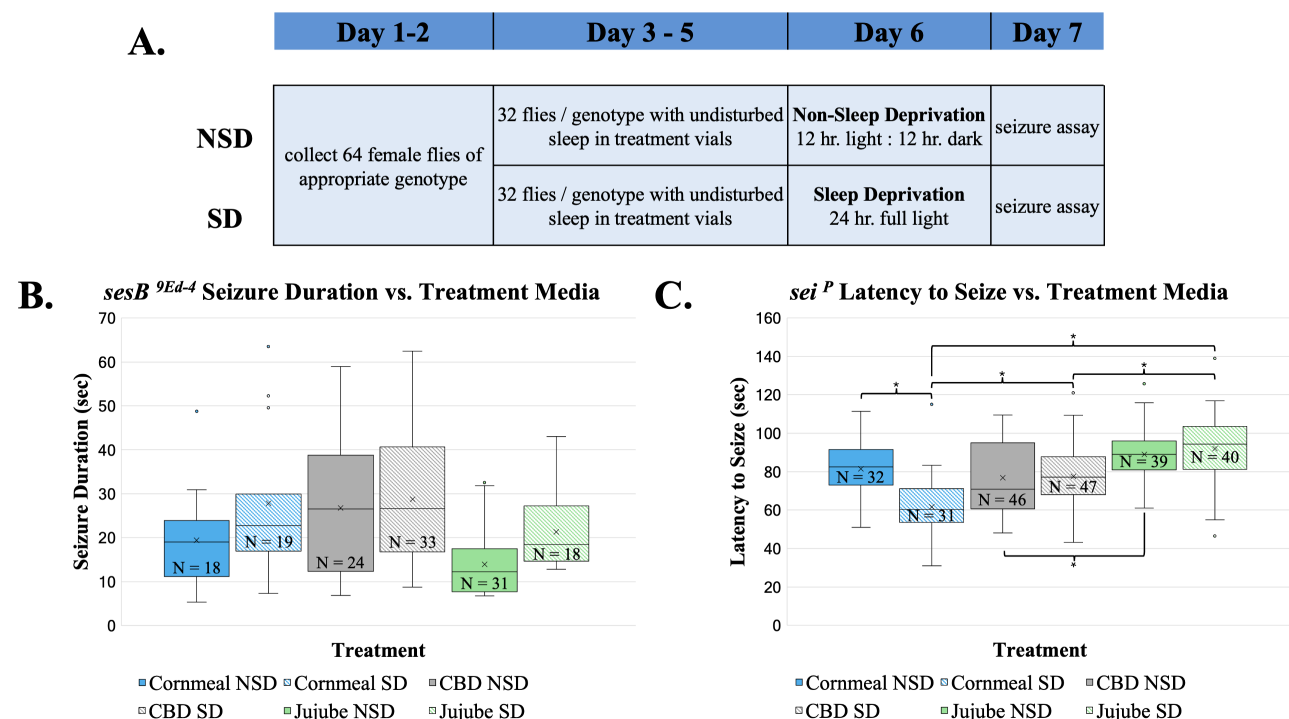 A.
Day 1-2 Day 3 - 5 Day 6 Day 7
NSD
SD
collect 64 female flies of
appropriate genotype
32 flies / genotype with undisturbed
sleep in treatment vials
Non-Sleep Deprivation
12 hr. light : 12 hr. dark
seizure assay
32 flies / genotype with undisturbed
sleep in treatment vials
Sleep Deprivation
24 hr. full light
seizure assay
B.
sesB 9Ed-4 Seizure Duration vs. Treatment Media
Seizure Duration (sec)
70
60
50
40
30
20
10
0
N = 18
N = 19
N = 24
N = 33
N = 31
N = 18
Treatment
Cornmeal NSD Cornmeal SD CBD NSD
CBD SD Jujube NSD Jujube SD
C.
sei P Latency to Seize vs. Treatment Media
Latency to Seize (sec)
160
140
120
100
80
60
40
20
0
*
*
*
*
*
N = 32
N = 31
N = 46
N = 47
N = 39
N = 40
Treatment
Cornmeal NSD Cornmeal SD CBD NSD
CBD SD Jujube NSD Jujube SD